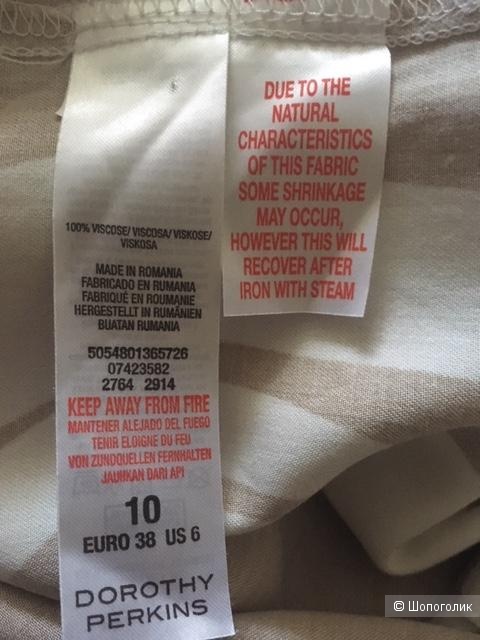 100% VISCOSE/ VISCOSA/ VISKOSE/
VISKOSA
MADE IN ROMANIA
FABRICADO EN RUMANIA
FABRIQUÉ EN ROUMANIE
HERGESTELLT IN RUMÄNIEN
BUATAN RUMANIA
5054801365726
07423582
2764 2914
KEEP AWAY FROM FIRE
MANTENER ALEJADO DEL FUEGO
TENIR ELOIGNE DU FEU
VON ZUNDQUELLEN FERNHALTEN
JAUHKAN DARI API
10
EURO 38 US 6
DOROTHY
PERKINS
DUE TO THE
NATURAL
CHARACTERISTICS
OF THIS FABRIC
SOME SHRINKAGE
MAY OCCUR,
HOWEVER THIS WILL
RECOVER AFTER
IRON WITH STEAM
© Шопоголик